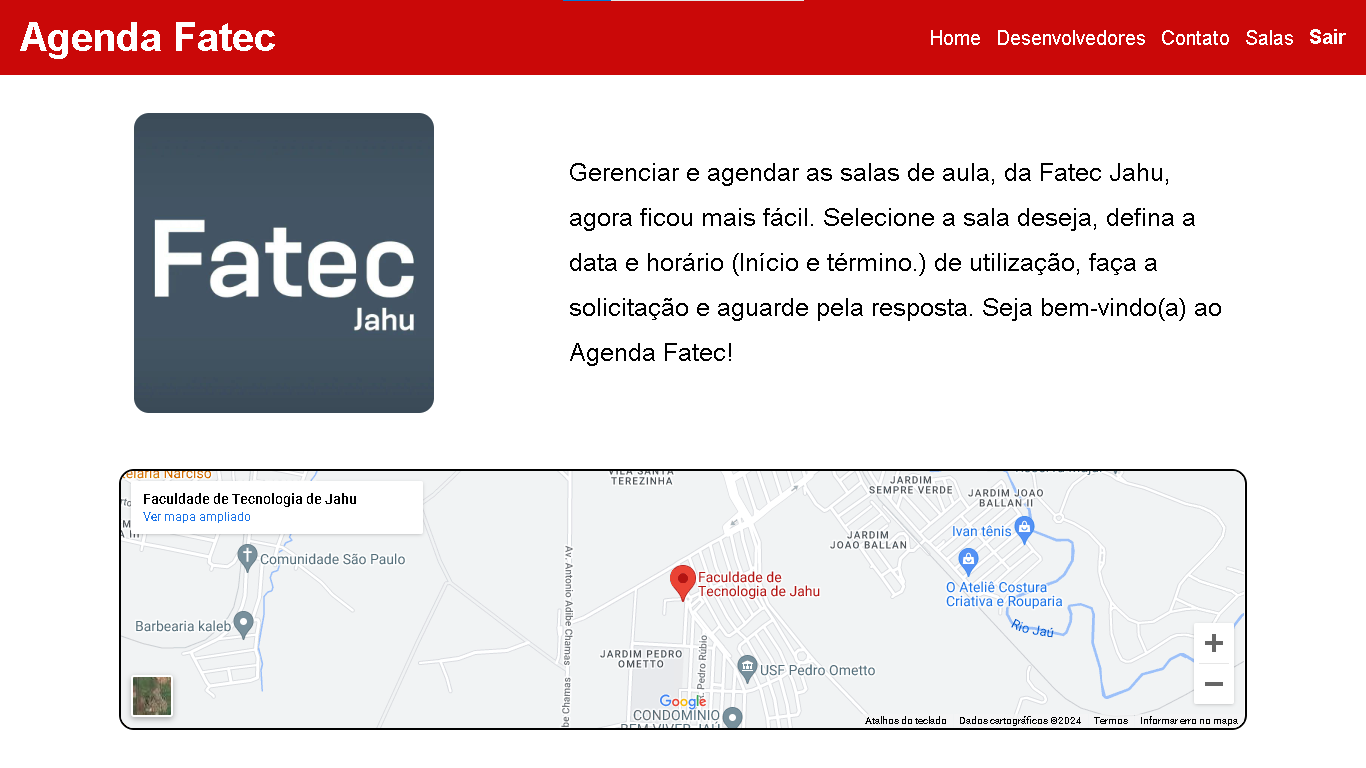 Agenda Fatec
Home Desenvolvedores Contato Salas Sair
Fatec
Jahu
Gerenciar e agendar as salas de aula, da Fatec Jahu,
agora ficou mais fácil. Selecione a sala deseja, defina a
data e horário (Início e término.) de utilização, faça a
solicitação e aguarde pela resposta. Seja bem-vindo(a) ao
Agenda Fatec!
Narciso
Faculdade de Tecnologia de Jahu
Ver mapa ampliado
Comunidade São Paulo
Barbearia kaleb
Av. Antonio Adibe Chamas
VILA SANTA
TEREZINHA
JARDIM
SEMPRE VERDE
JARDIM JOAO
BALLAN II
JARDIM
JOAO BALLAN
Ivan tênis
O Ateliê Costura
Criativa e Rouparia
Rio Jaú
Faculdade de
Tecnologia de Jahu
JARDIM PEDRO
OMETTO
Pedro Rúbio
USF Pedro Ometto
Google
CONDOMINIO
BEM VIVER JAÚ
Atalhos do teclado Dados cartográficos ©2024 Termos Informar erro no mapa